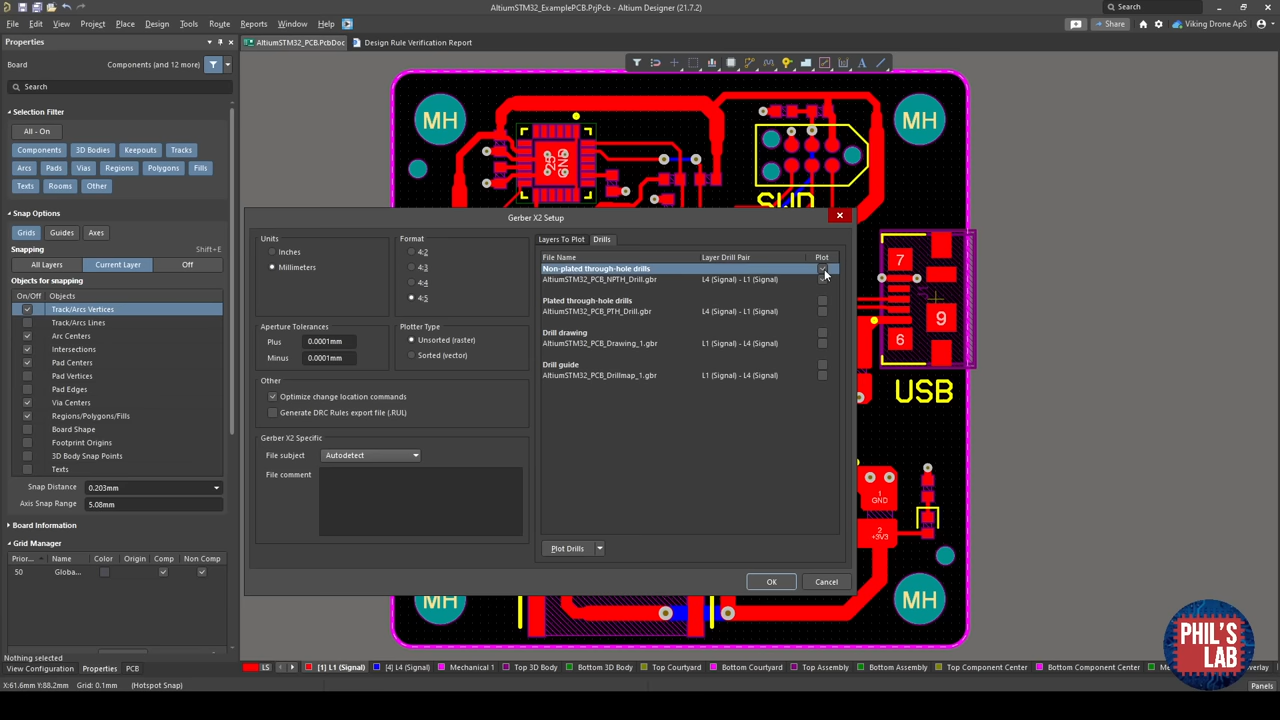 AltiumSTM32_ExamplePCB.PrjPcb - Altium Designer (21.7.2)
Search
File Edit View Project Place Design Tools Route Reports Window Help
Share
Viking Drone ApS
Properties
AltiumSTM32_PCB.PcbDoc
Design Rule Verification Report
Board
Components (and 12 more)
Search
Selection Filter
All - On
Components 3D Bodies Keepouts Tracks
Arcs Pads Vias Regions Polygons Fills
Texts Rooms Other
Snap Options
Grids Guides Axes
Snapping
Shift+E
All Layers Current Layer Off
Objects for snapping
On/Off Objects
Track/Arcs Vertices
Track/Arcs Lines
Arc Centers
Intersections
Pad Centers
Pad Vertices
Pad Edges
Via Centers
Regions/Polygons/Fills
Board Shape
Footprint Origins
3D Body Snap Points
Texts
Snap Distance 0.203mm
Axis Snap Range 5.08mm
Board Information
Grid Manager
Prior... Name Color Origin Comp Non Comp
50 Globa...
Nothing selected
View Configuration Properties PCB
MH
MH
25
GND
SWD
7
9
6
USB
1
GND
2
+3V3
MH
MH
Gerber X2 Setup
Units
Inches
Millimeters
Format
4:2
4:3
4:4
4:5
Aperture Tolerances
Plus 0.0001mm
Minus 0.0001mm
Plotter Type
Unsorted (raster)
Sorted (vector)
Other
Optimize change location commands
Generate DRC Rules export file (.RUL)
Gerber X2 Specific
File subject Autodetect
File comment
Layers To Plot Drills
File Name Layer Drill Pair Plot
Non-plated through-hole drills
AltiumSTM32_PCB_NPTH_Drill.gbr L4 (Signal) - L1 (Signal)
Plated through-hole drills
AltiumSTM32_PCB_PTH_Drill.gbr L4 (Signal) - L1 (Signal)
Drill drawing
AltiumSTM32_PCB_Drawing_1.gbr L1 (Signal) - L4 (Signal)
Drill guide
AltiumSTM32_PCB_Drillmap_1.gbr L1 (Signal) - L4 (Signal)
Plot Drills
OK Cancel
LS [1] L1 (Signal) [4] L4 (Signal) Mechanical 1 Top 3D Body Bottom 3D Body Top Courtyard Bottom Courtyard Top Assembly Bottom Assembly Top Component Center Bottom Component Center
X:61.6mm Y:88.2mm Grid: 0.1mm (Hotspot Snap)
Panels
PHIL'S
LAB